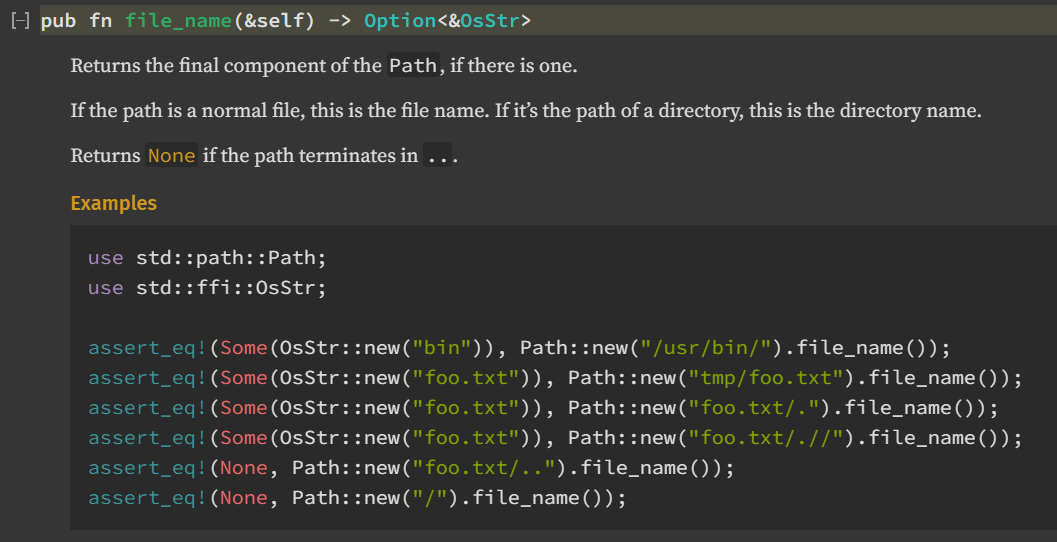 [-] pub fn file_name(&self) -> Option<&OsStr>
Returns the final component of the Path, if there is one.
If the path is a normal file, this is the file name. If it’s the path of a directory, this is the directory name.
Returns None if the path terminates in ...
Examples
use std::path::Path;
use std::ffi::OsStr;
assert_eq!(Some(OsStr::new("bin")), Path::new("/usr/bin/").file_name());
assert_eq!(Some(OsStr::new("foo.txt")), Path::new("tmp/foo.txt").file_name());
assert_eq!(Some(OsStr::new("foo.txt")), Path::new("foo.txt/.").file_name());
assert_eq!(Some(OsStr::new("foo.txt")), Path::new("foo.txt/.//").file_name());
assert_eq!(None, Path::new("foo.txt/..").file_name());
assert_eq!(None, Path::new("/").file_name());